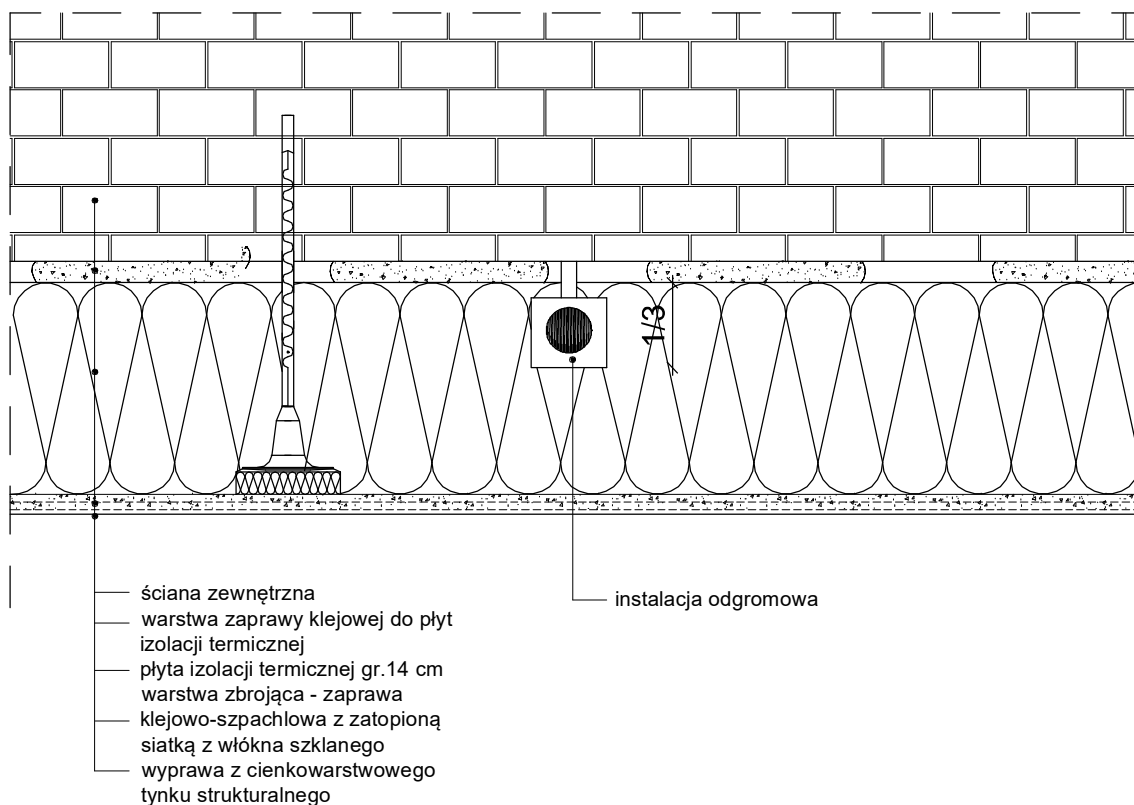 1/3
ściana zewnętrzna
warstwa zaprawy klejowej do płyt
izolacji termicznej
płyta izolacji termicznej gr.14 cm
warstwa zbrojąca - zaprawa
klejowo-szpachlowa z zatopioną
siatką z włókna szklanego
wyprawa z cienkowarstwowego
tynku strukturalnego
instalacja odgromowa